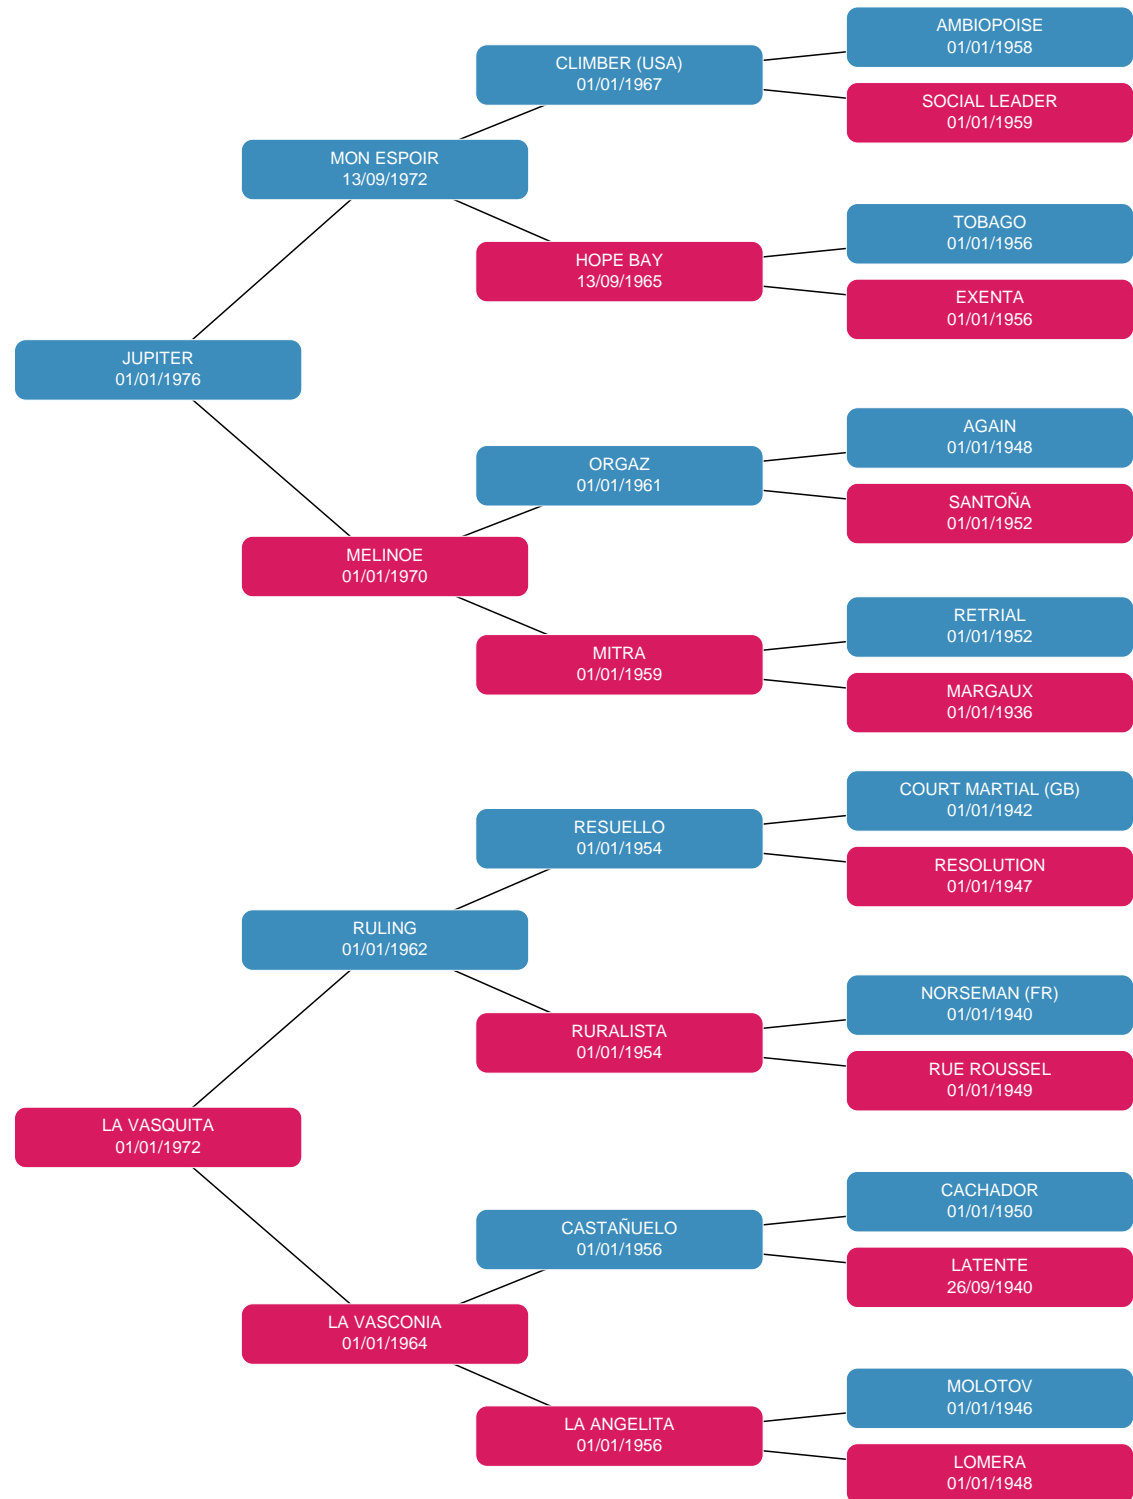 AMBIOPOISE
01/01/1958
CLIMBER (USA)
01/01/1967
SOCIAL LEADER
01/01/1959
MON ESPOIR
13/09/1972
TOBAGO
01/01/1956
HOPE BAY
13/09/1965
EXENTA
01/01/1956
JUPITER
01/01/1976
AGAIN
01/01/1948
ORGAZ
01/01/1961
SANTOÑA
01/01/1952
MELINOE
01/01/1970
RETRIAL
01/01/1952
MITRA
01/01/1959
MARGAUX
01/01/1936
COURT MARTIAL (GB)
01/01/1942
RESUELLO
01/01/1954
RESOLUTION
01/01/1947
RULING
01/01/1962
NORSEMAN (FR)
01/01/1940
RURALISTA
01/01/1954
RUE ROUSSEL
01/01/1949
LA VASQUITA
01/01/1972
CACHADOR
01/01/1950
CASTAÑUELO
01/01/1956
LATENTE
26/09/1940
LA VASCONIA
01/01/1964
MOLOTOV
01/01/1946
LA ANGELITA
01/01/1956
LOMERA
01/01/1948